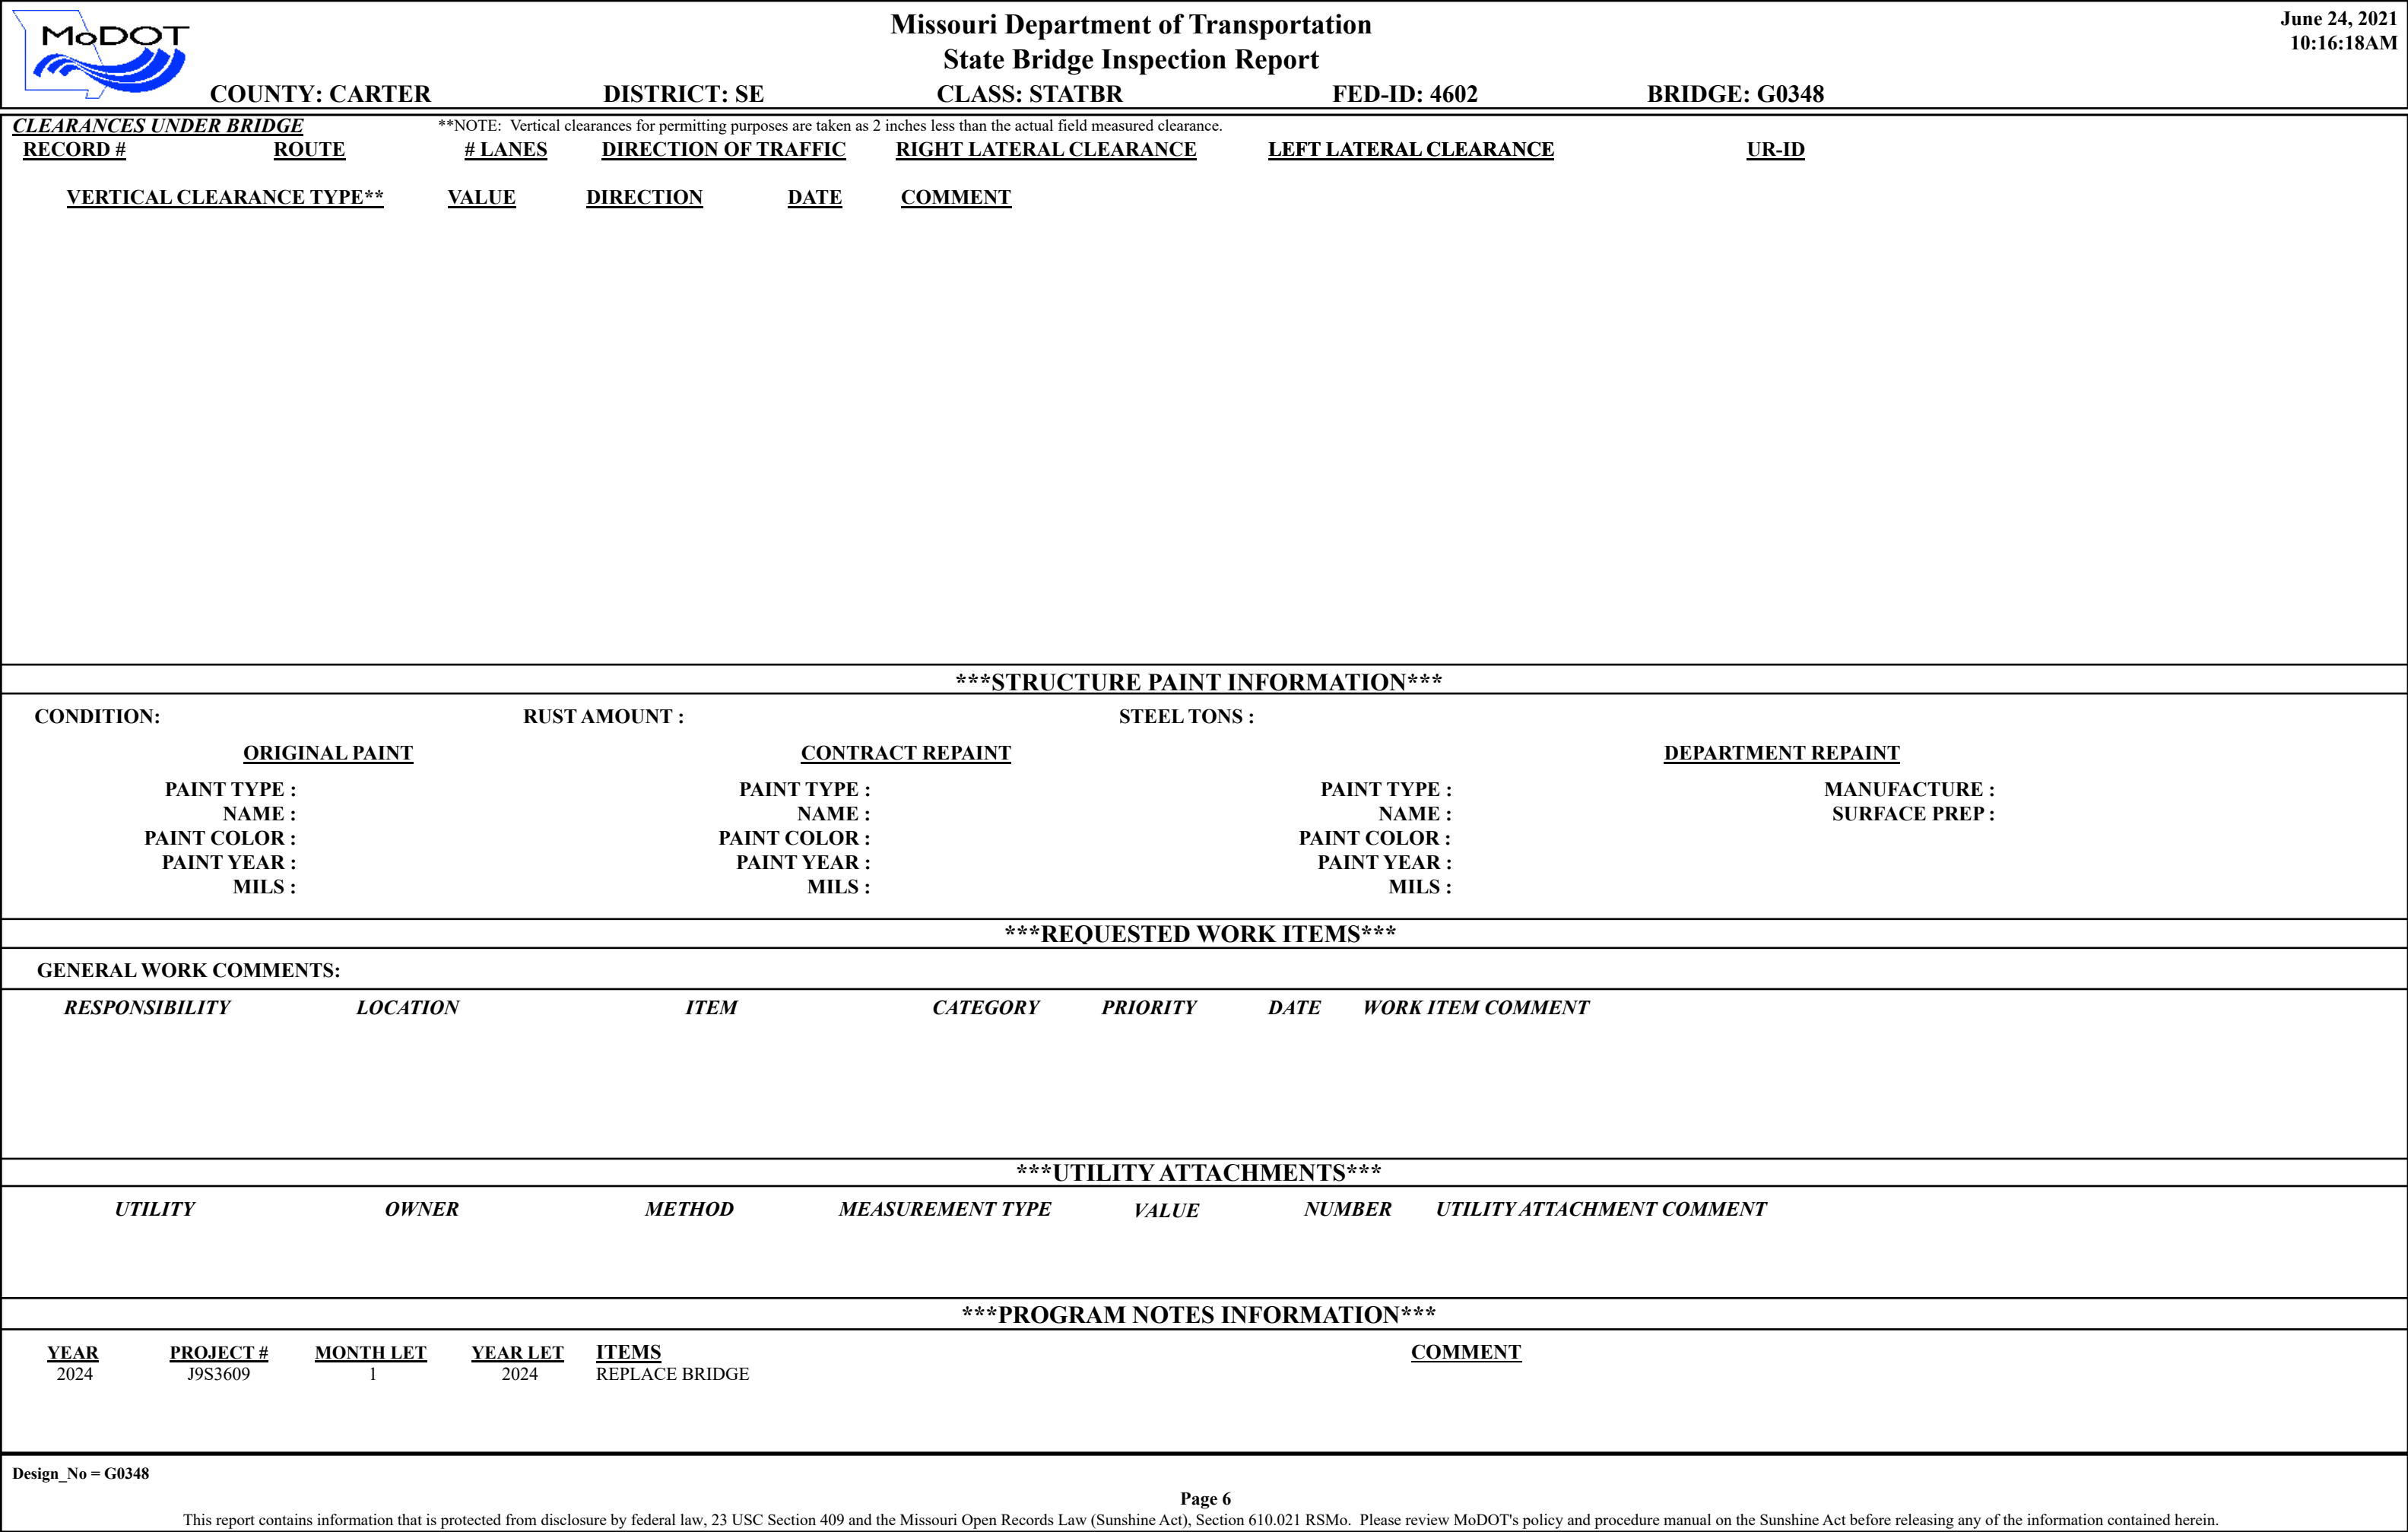 MoDOT
Missouri Department of Transportation
State Bridge Inspection Report
June 24, 2021
10:16:18AM
COUNTY: CARTER DISTRICT: SE CLASS: STATBR FED-ID: 4602 BRIDGE: G0348
CLEARANCES UNDER BRIDGE **NOTE: Vertical clearances for permitting purposes are taken as 2 inches less than the actual field measured clearance.
RECORD # ROUTE # LANES DIRECTION OF TRAFFIC RIGHT LATERAL CLEARANCE LEFT LATERAL CLEARANCE UR-ID
VERTICAL CLEARANCE TYPE** VALUE DIRECTION DATE COMMENT
***STRUCTURE PAINT INFORMATION***
CONDITION: RUST AMOUNT : STEEL TONS :
ORIGINAL PAINT CONTRACT REPAINT DEPARTMENT REPAINT
PAINT TYPE : PAINT TYPE : PAINT TYPE : MANUFACTURE :
NAME : NAME : NAME : SURFACE PREP :
PAINT COLOR : PAINT COLOR : PAINT COLOR :
PAINT YEAR : PAINT YEAR : PAINT YEAR :
MILS : MILS : MILS :
***REQUESTED WORK ITEMS***
GENERAL WORK COMMENTS:
RESPONSIBILITY LOCATION ITEM CATEGORY PRIORITY DATE WORK ITEM COMMENT
***UTILITY ATTACHMENTS***
UTILITY OWNER METHOD MEASUREMENT TYPE VALUE NUMBER UTILITY ATTACHMENT COMMENT
***PROGRAM NOTES INFORMATION***
YEAR PROJECT # MONTH LET YEAR LET ITEMS COMMENT
2024 J9S3609 1 2024 REPLACE BRIDGE
Design_No = G0348
Page 6
This report contains information that is protected from disclosure by federal law, 23 USC Section 409 and the Missouri Open Records Law (Sunshine Act), Section 610.021 RSMo. Please review MoDOT's policy and procedure manual on the Sunshine Act before releasing any of the information contained herein.